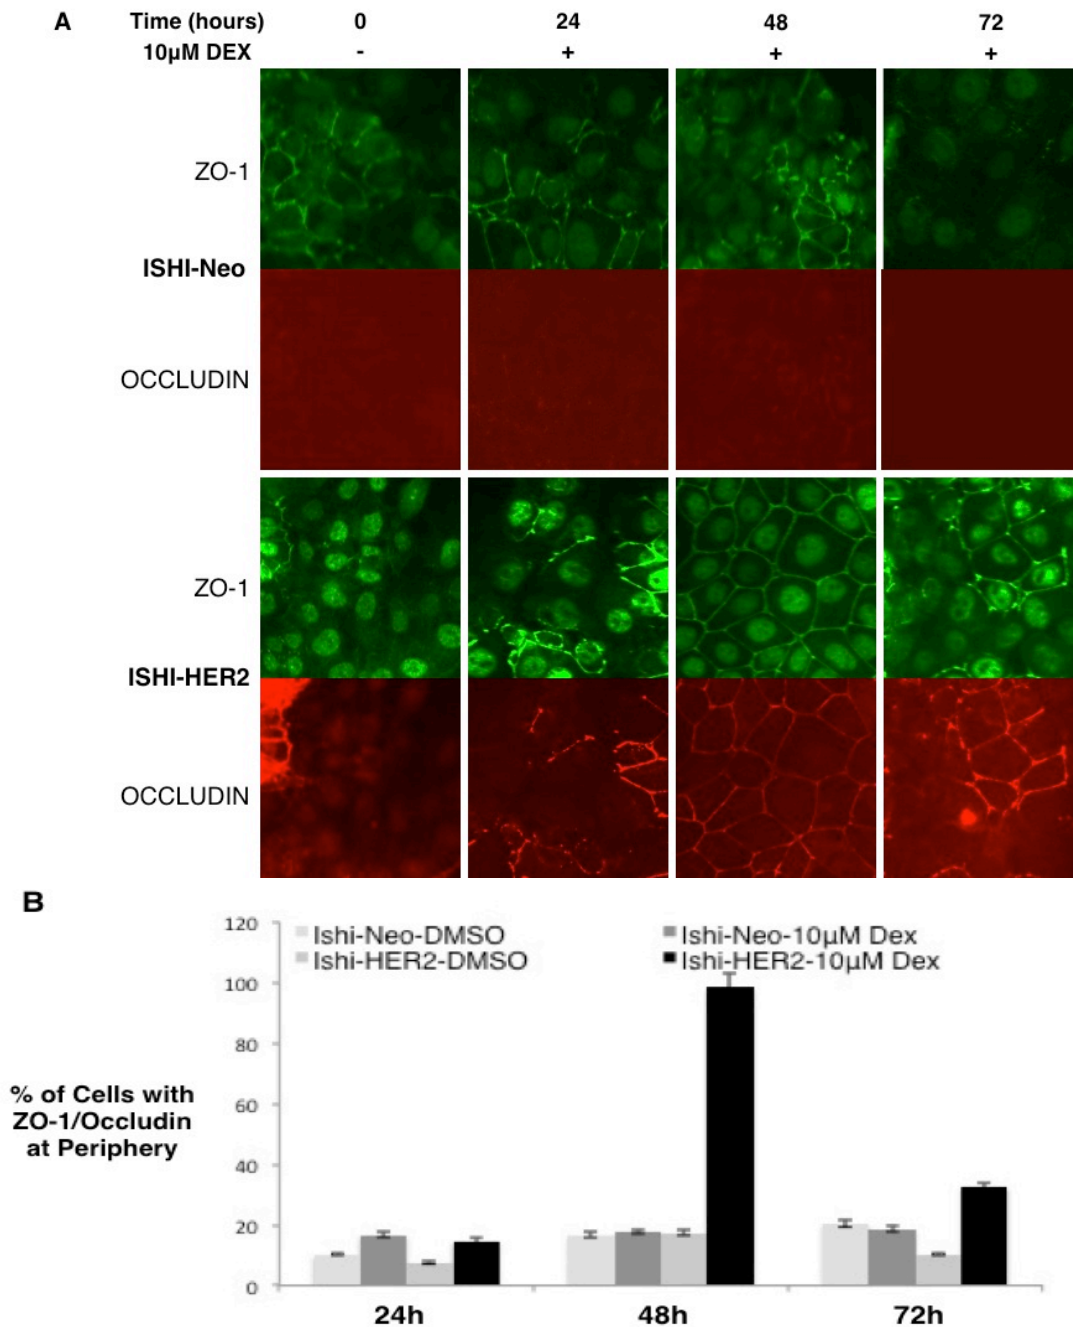 A Time (hours) 0 24 48 72
10µM DEX - + + +
ZO-1
ISHI-Neo
OCCLUDIN
ZO-1
ISHI-HER2
OCCLUDIN
B
120
100
80
60
40
20
0
Ishi-Neo-DMSO Ishi-Neo-10µM Dex
Ishi-HER2-DMSO Ishi-HER2-10µM Dex
% of Cells with
ZO-1/Occludin
at Periphery
24h 48h 72h